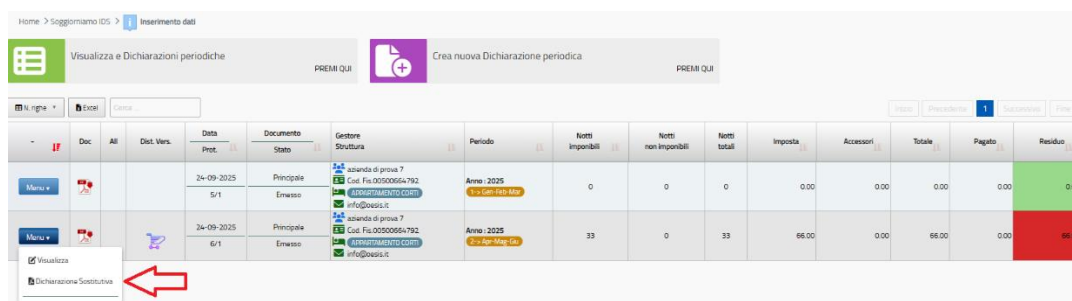 Home > Soggiorniamo IDS > i Inserimento dati
Visualizza e Dichiarazioni periodiche
PREMI QUI
Crea nuova Dichiarazione periodica
PREMI QUI
N. righe Excel Cerca ...
Inizio Precedente 1 Successivo Fine
- Doc All Dist. Vers. Data Prot. Documento Stato Gestore Struttura Periodo Notti imponibili Notti non imponibili Notti totali Imposta Accessori Totale Pagato Residuo
Menu 24-09-2025 Principale azienda di prova 7 Anno : 2025 0 0 0 0.00 0.00 0.00 0.00
Cod. Fis.00500664792
5/1 Emesso APPARTAMENTO CORTI 1-> Gen-Feb-Mar
info@oesis.it
Menu 24-09-2025 Principale azienda di prova 7 Anno : 2025 33 0 33 66.00 0.00 66.00 0.00
Cod. Fis.00500664792
6/1 Emesso APPARTAMENTO CORTI 2-> Apr-Mag-Giu
info@oesis.it
Visualizza
Dichiarazione Sostitutiva